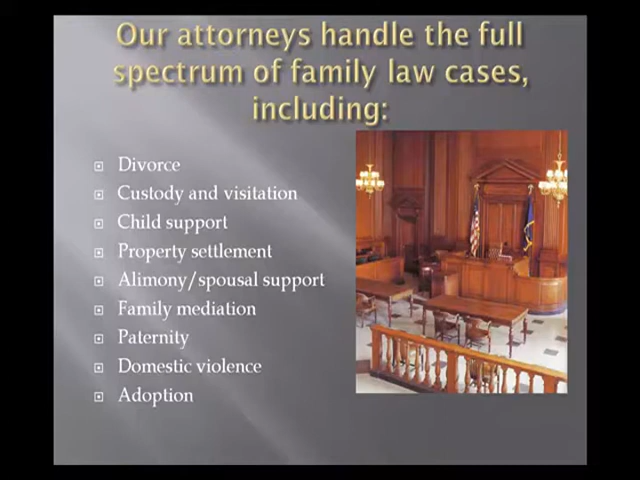 Our attorneys handle the full
spectrum of family law cases,
including:
Divorce
Custody and visitation
Child support
Property settlement
Alimony/spousal support
Family mediation
Paternity
Domestic violence
Adoption